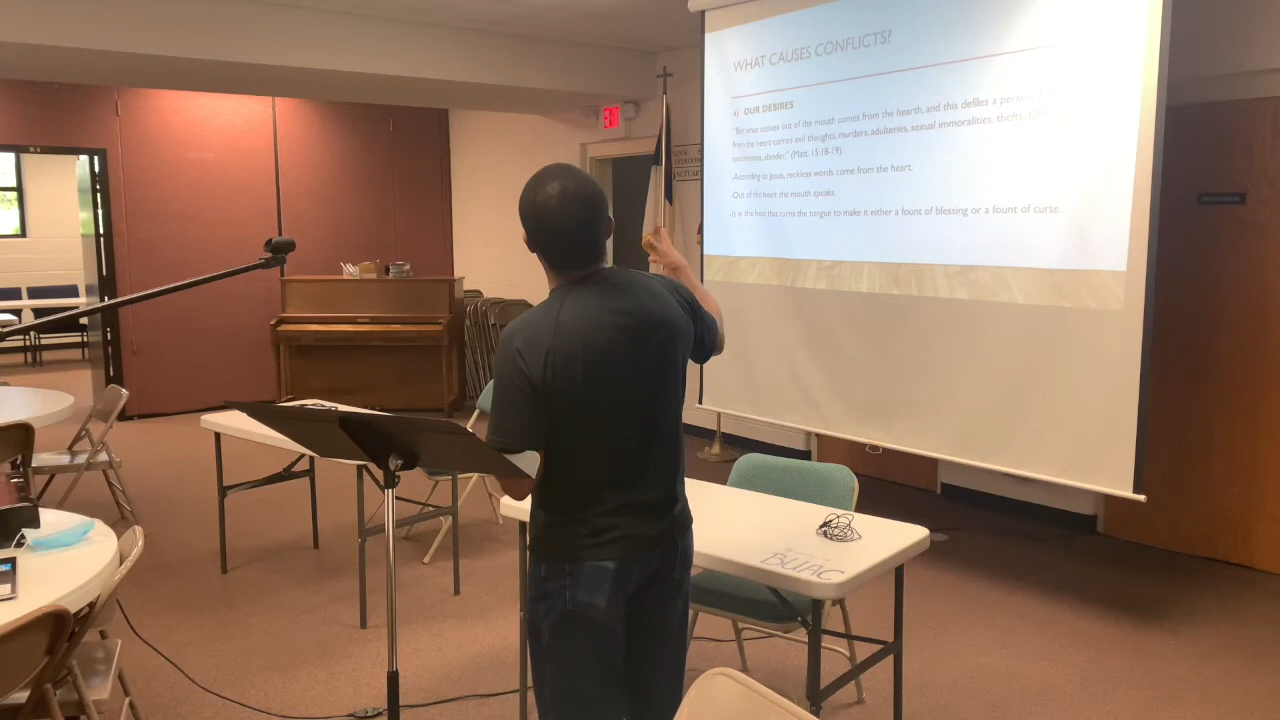 WHAT CAUSES CONFLICTS?
a) OUR DESIRES
"But what comes out of the mouth comes from the hearth, and this defiles a person
from the heart comes evil thoughts, murders, adulteries, sexual immoralities, thefts,
dander." (Matt. 15:18-19)
-According to Jesus, reckless words come from the heart.
-Out of the heart the mouth speaks.
-It is the heat that turns the tongue to make it either a fount of blessing or a fount of curse.
BUAC